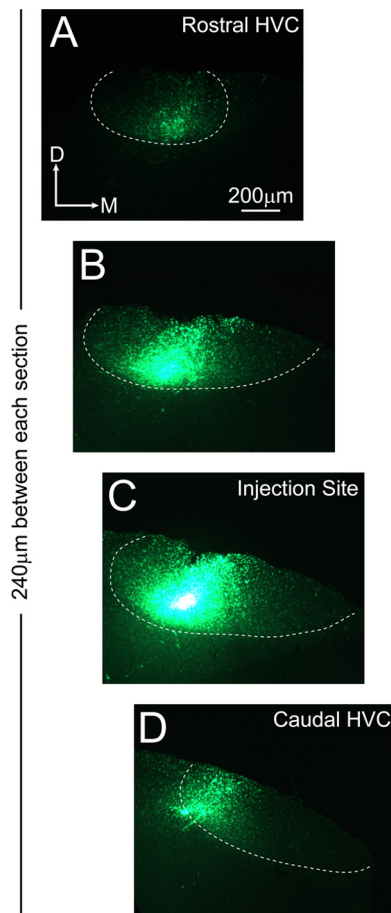 A
Rostral HVC
D
M
200µm
B
240µm between each section
C
Injection Site
D
Caudal HVC